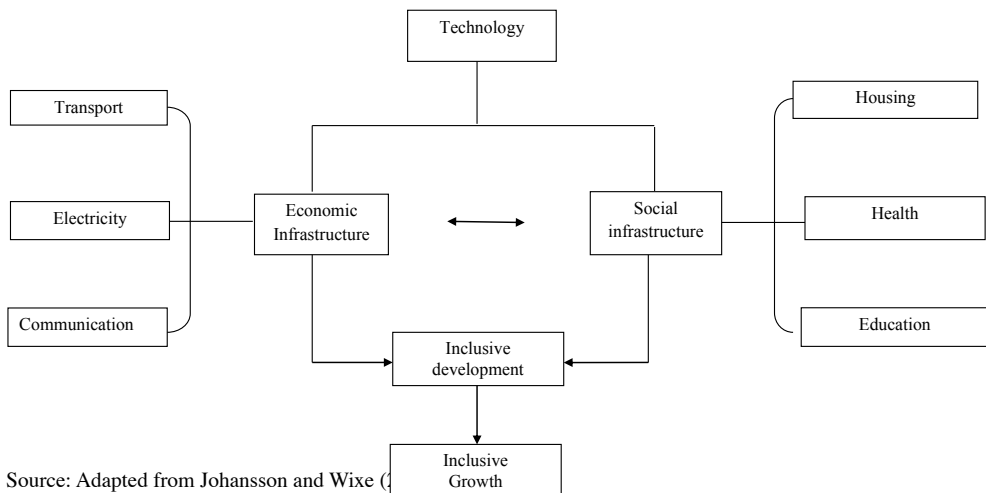 Technology
Transport
Housing
Electricity
Economic
Infrastructure
Social
infrastructure
Health
Communication
Education
Inclusive
development
Inclusive
Growth
Source: Adapted from Johansson and Wixe (